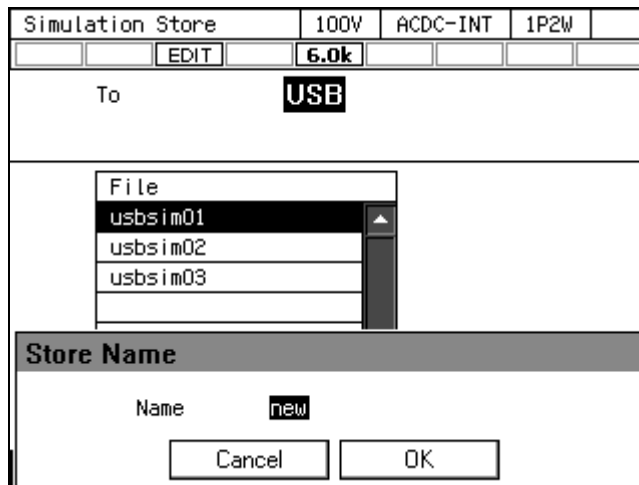 Simulation Store 100V ACDC-INT 1P2W
EDIT 6.0k
To USB
File
usbsim01
usbsim02
usbsim03
Store Name
Name new
Cancel OK